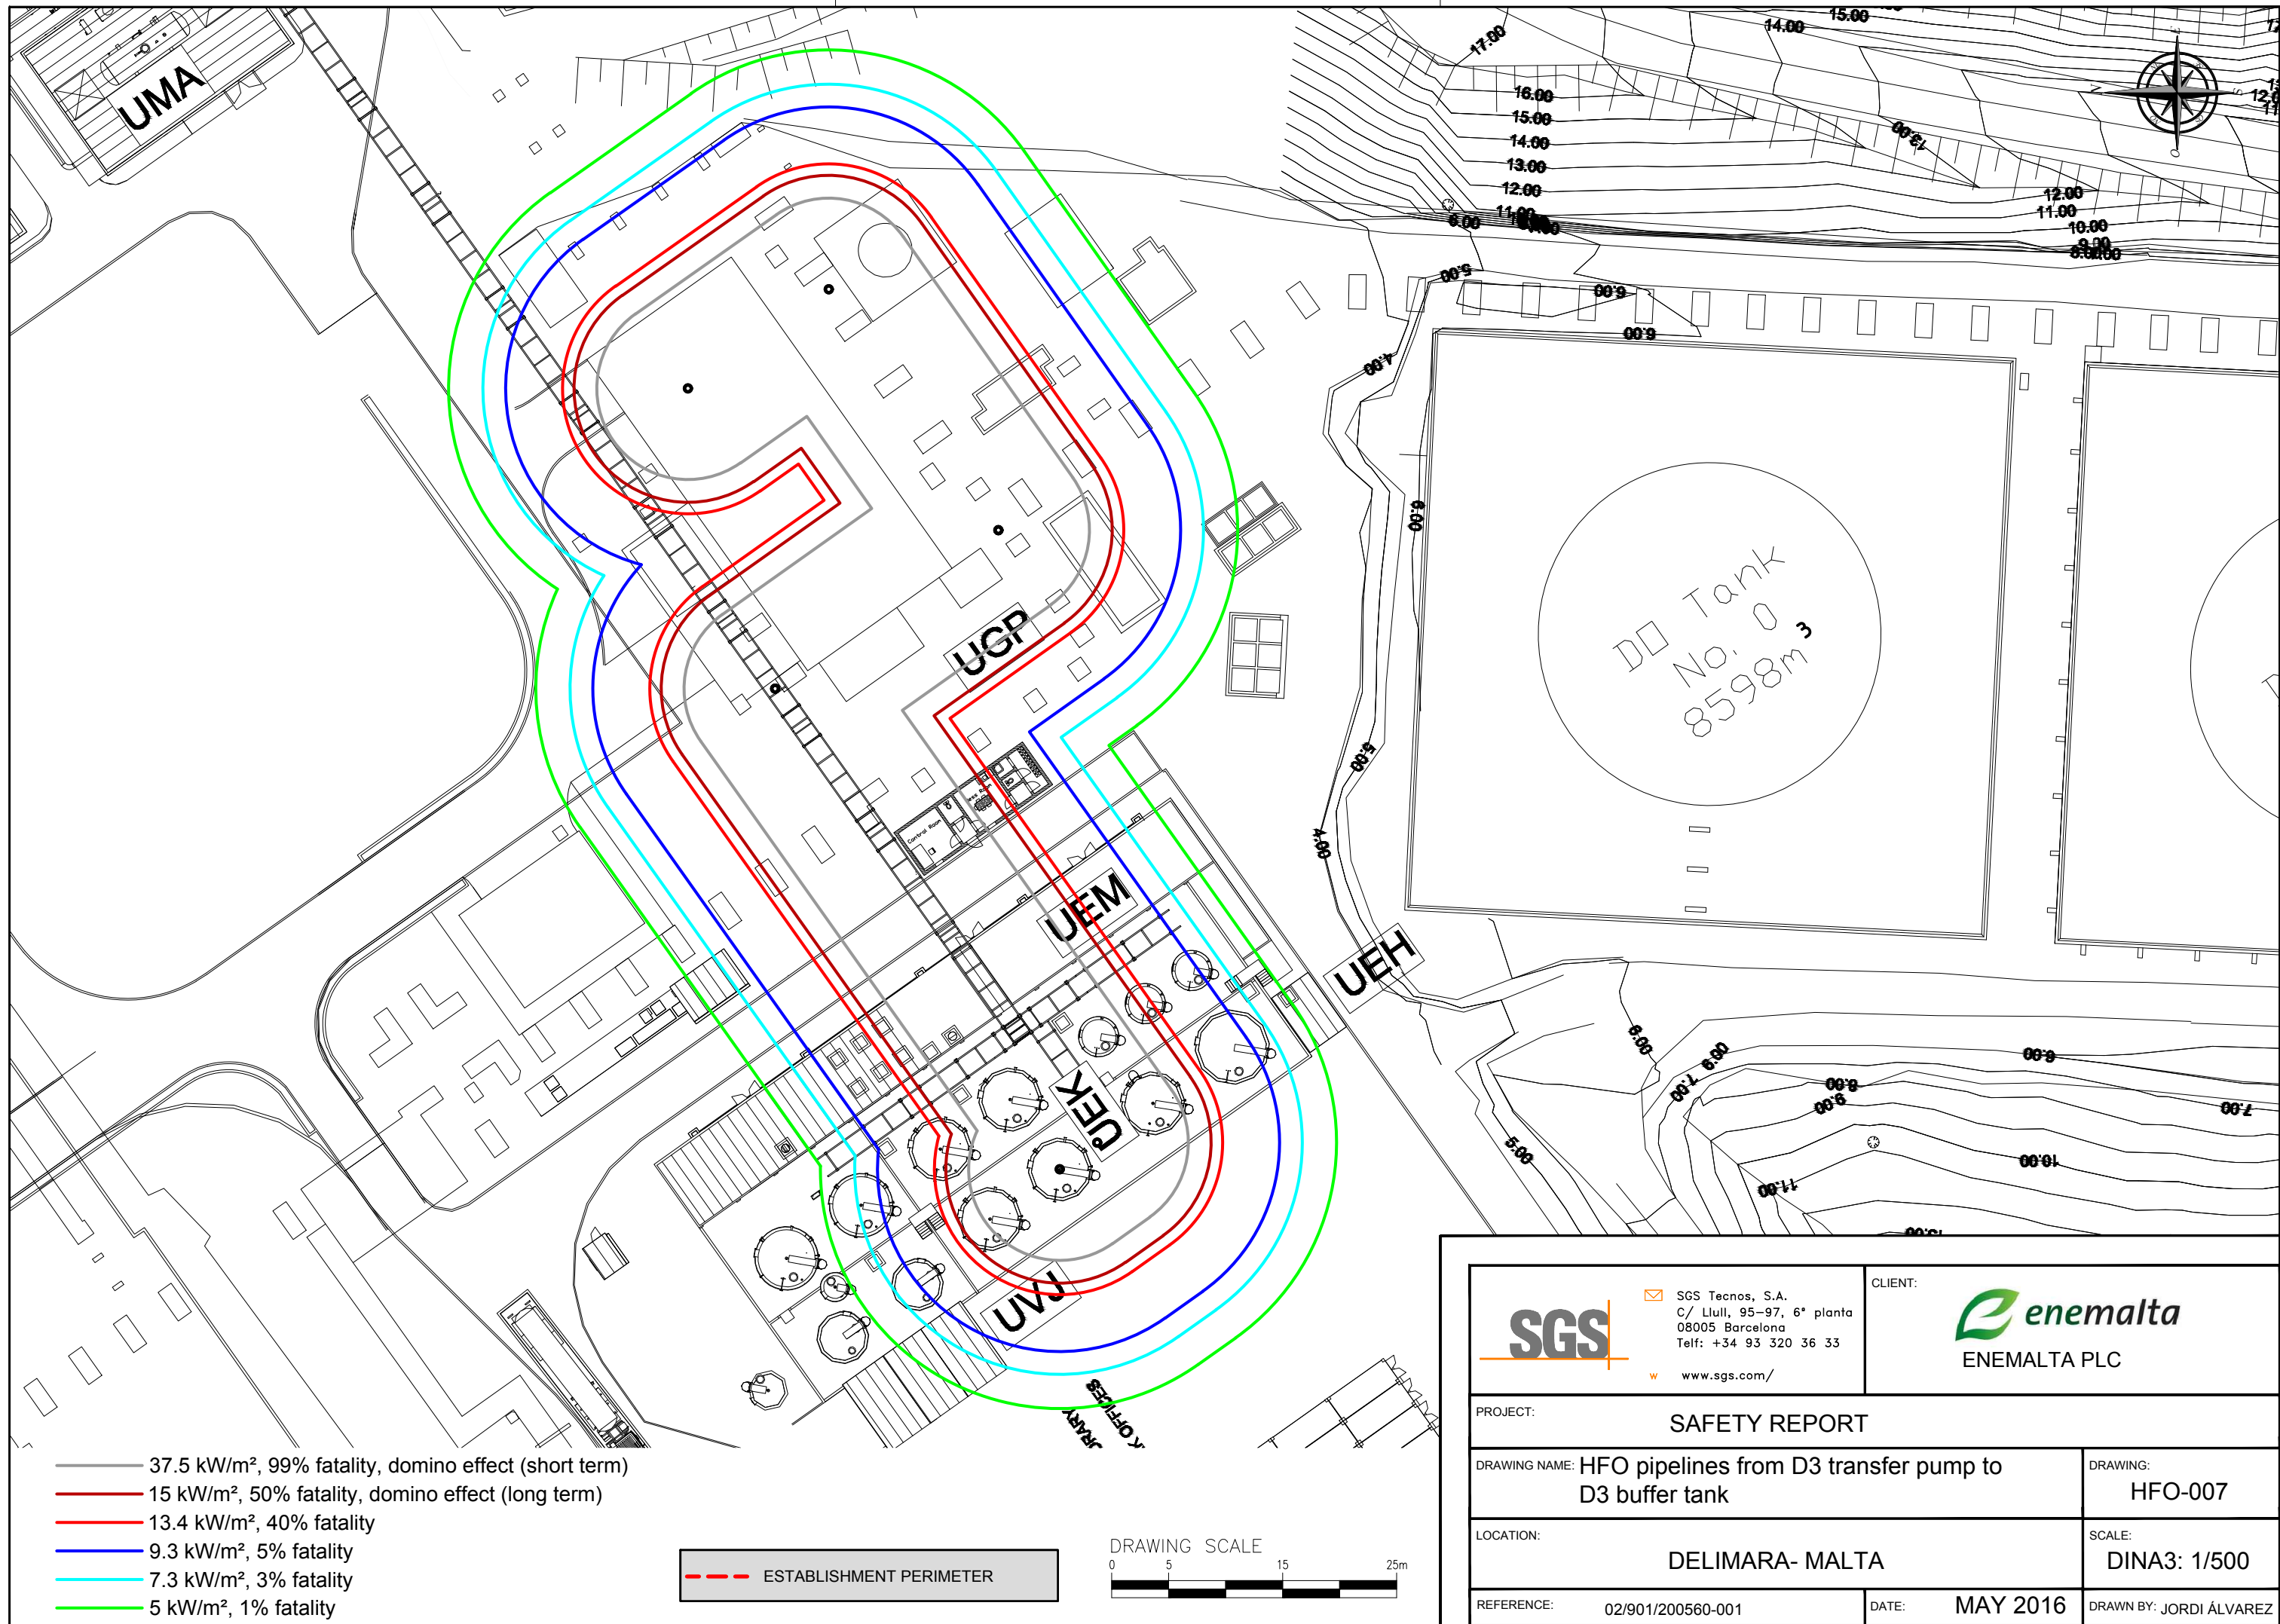 UMA
17.00
16.00
15.00
14.00
13.00
12.00
11.00
6.00
15.00
14.00
13.00
12.00
11.00
10.00
9.00
5.00
6.00
6.00
4.00
6.00
5.00
4.00
DO Tank
No. 0
8598m³
UGP
Control Room
UEM
UEH
UEK
UVJ
6.00
9.00
7.00
6.00
8.00
9.00
7.00
5.00
10.00
11.00
37.5 kW/m², 99% fatality, domino effect (short term)
15 kW/m², 50% fatality, domino effect (long term)
13.4 kW/m², 40% fatality
9.3 kW/m², 5% fatality
7.3 kW/m², 3% fatality
5 kW/m², 1% fatality
ESTABLISHMENT PERIMETER
DRAWING SCALE
0 5 15 25m
SGS
SGS Tecnos, S.A.
C/ Llull, 95-97, 6ª planta
08005 Barcelona
Telf: +34 93 320 36 33
w www.sgs.com/
CLIENT:
enemalta
ENEMALTA PLC
PROJECT:
SAFETY REPORT
DRAWING NAME: HFO pipelines from D3 transfer pump to
D3 buffer tank
DRAWING:
HFO-007
LOCATION:
DELIMARA- MALTA
SCALE:
DINA3: 1/500
REFERENCE: 02/901/200560-001
DATE: MAY 2016
DRAWN BY: JORDI ÁLVAREZ